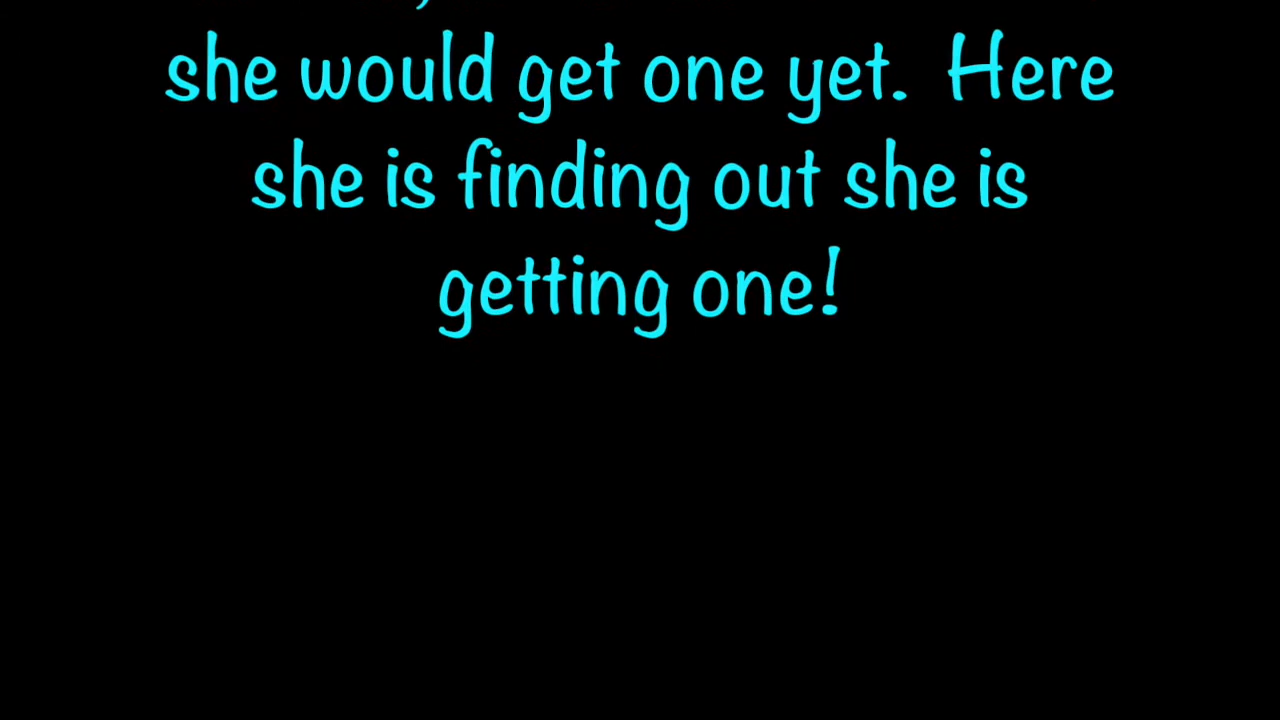 she would get one yet.  Here
she is finding out she is
getting one!